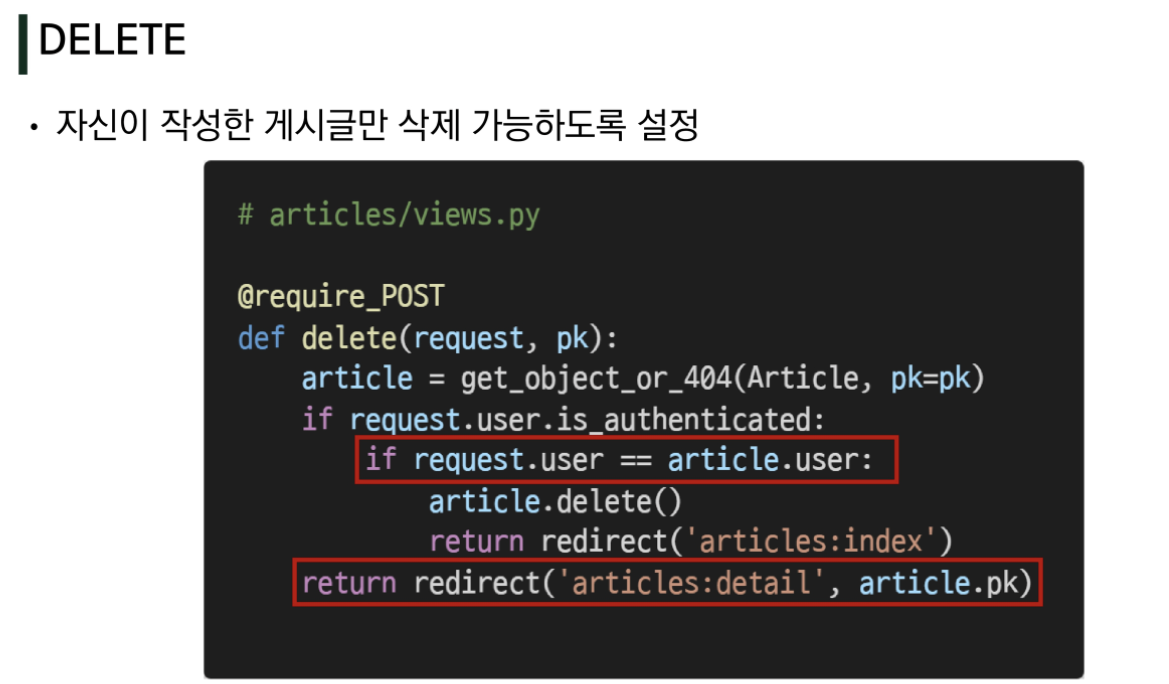 DELETE
• 자신이 작성한 게시글만 삭제 가능하도록 설정
# articles/views.py
@require_POST
def delete(request, pk):
    article = get_object_or_404(Article, pk=pk)
    if request.user.is_authenticated:
        if request.user == article.user:
            article.delete()
            return redirect('articles:index')
    return redirect('articles:detail', article.pk)